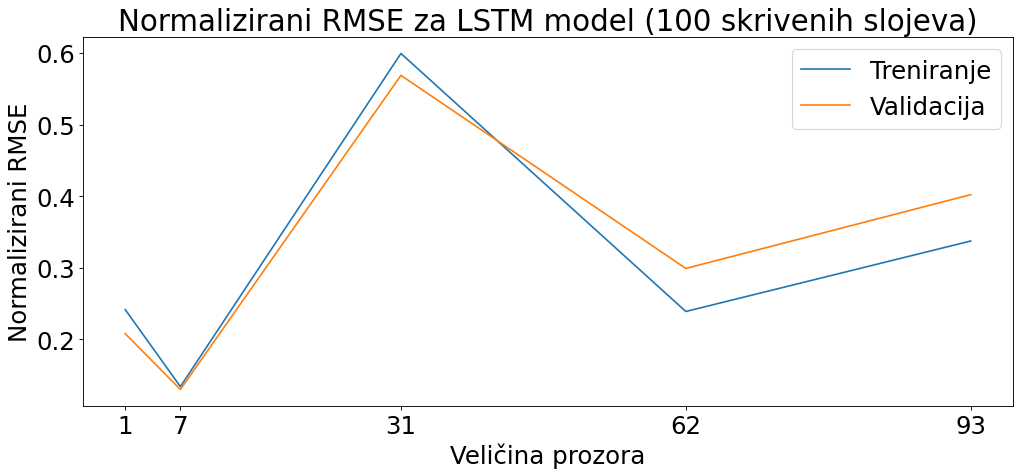 Normalizirani RMSE za LSTM model (100 skrivenih slojeva)
Treniranje
Validacija
Normalizirani RMSE
0.6
0.5
0.4
0.3
0.2
1 7 31 62 93
Veličina prozora